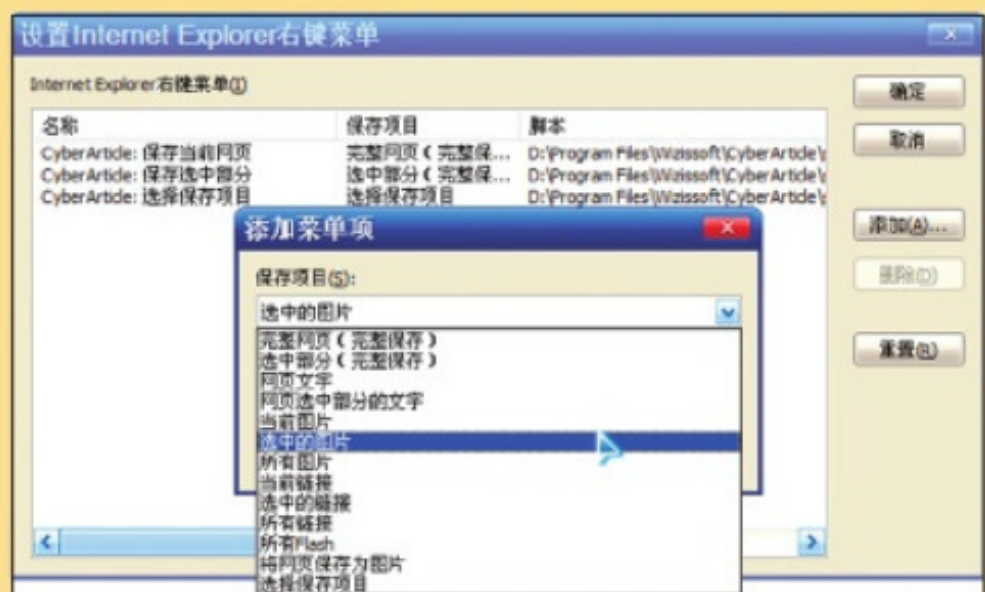 设置Internet Explorer右键菜单
Internet Explorer右键菜单(I)
确定
名称 保存项目 脚本
取消
CyberArticle: 保存当前网页 完整网页（完整保... D:\Program Files\Wizissoft\CyberArticle\
CyberArticle: 保存选中部分 选中部分（完整保... D:\Program Files\Wizissoft\CyberArticle\
CyberArticle: 选择保存项目 选择保存项目 D:\Program Files\Wizissoft\CyberArticle\
添加(A)...
添加菜单项
删除(D)
保存项目(S):
选中的图片
重置(R)
完整网页（完整保存）
选中部分（完整保存）
网页文字
网页选中部分的文字
当前图片
选中的图片
所有图片
当前链接
选中的链接
所有链接
所有Flash
将网页保存为图片
选择保存项目